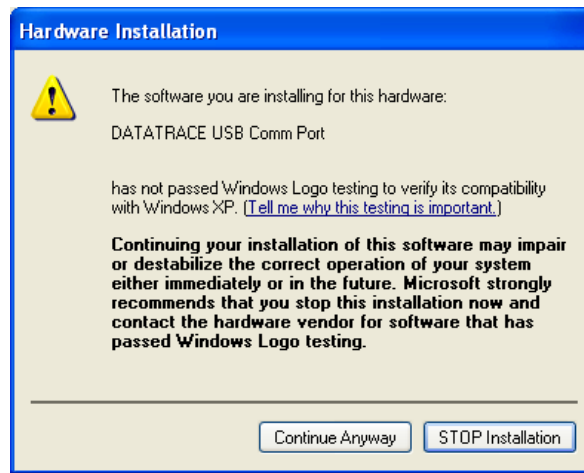 Hardware Installation
The software you are installing for this hardware:
DATATRACE USB Comm Port
has not passed Windows Logo testing to verify its compatibility
with Windows XP. (Tell me why this testing is important.)
Continuing your installation of this software may impair
or destabilize the correct operation of your system
either immediately or in the future. Microsoft strongly
recommends that you stop this installation now and
contact the hardware vendor for software that has
passed Windows Logo testing.
Continue Anyway
STOP Installation